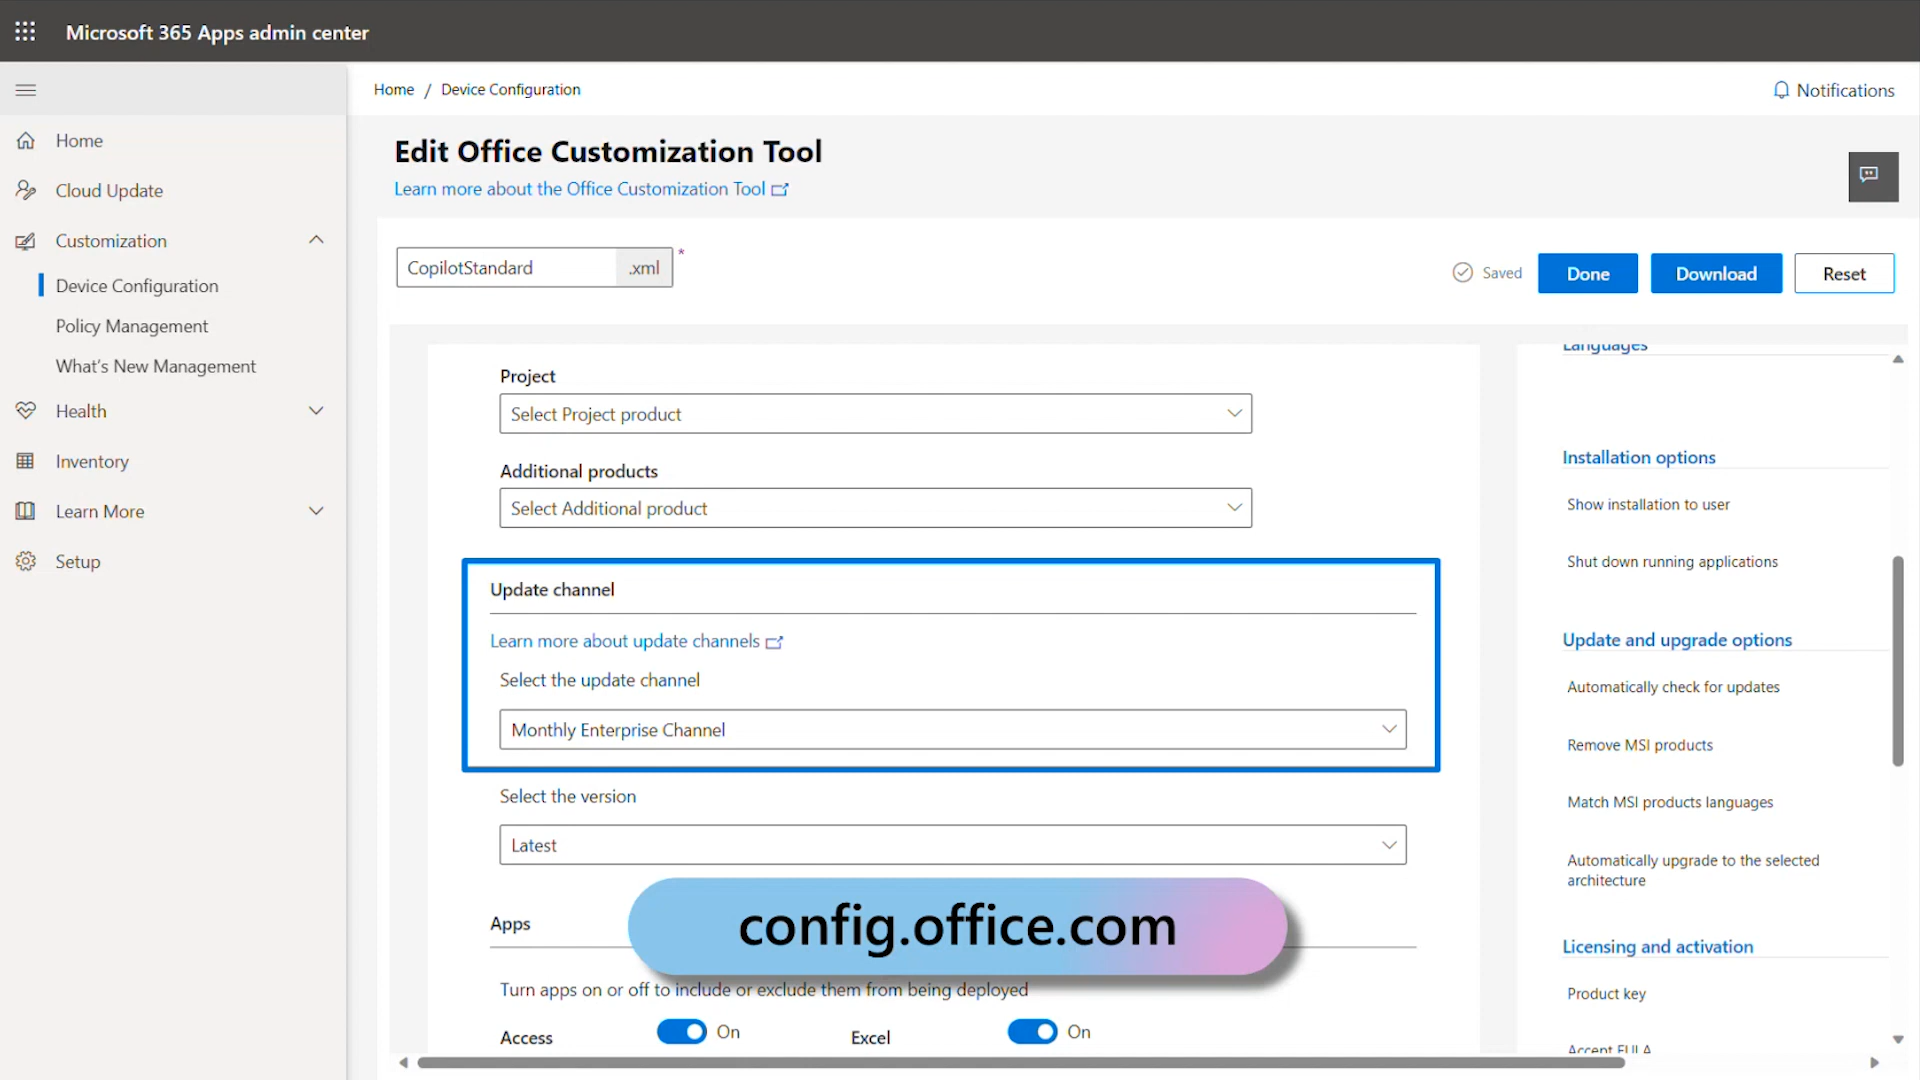 Microsoft 365 Apps admin center
Home / Device Configuration
Notifications
Home
Cloud Update
Customization
Device Configuration
Policy Management
What's New Management
Health
Inventory
Learn More
Setup
Edit Office Customization Tool
Learn more about the Office Customization Tool
CopilotStandard .xml *
Saved Done Download Reset
Project
Select Project product
Additional products
Select Additional product
Update channel
Learn more about update channels
Select the update channel
Monthly Enterprise Channel
Select the version
Latest
Apps
config.office.com
Turn apps on or off to include or exclude them from being deployed
Access On Excel On
Languages
Installation options
Show installation to user
Shut down running applications
Update and upgrade options
Automatically check for updates
Remove MSI products
Match MSI products languages
Automatically upgrade to the selected
architecture
Licensing and activation
Product key
Accept EULA